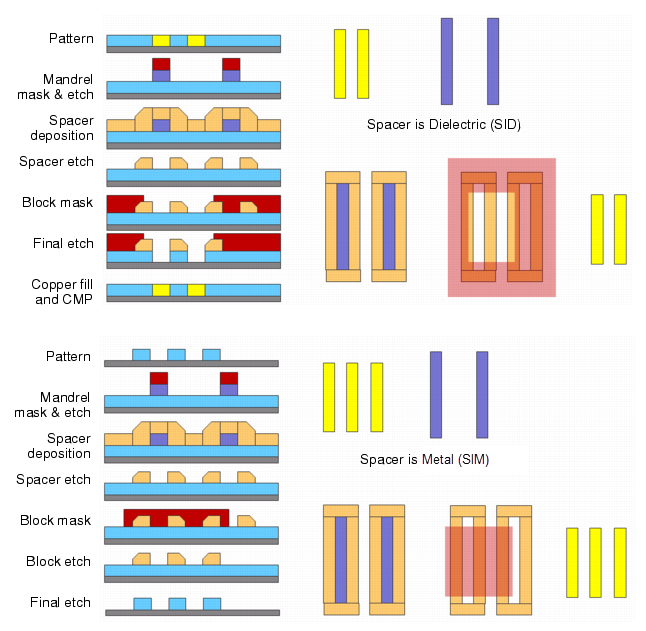 Pattern
Mandrel
mask & etch
Spacer
deposition
Spacer is Dielectric (SID)
Spacer etch
Block mask
Final etch
Copper fill
and CMP
Pattern
Mandrel
mask & etch
Spacer
deposition
Spacer is Metal (SIM)
Spacer etch
Block mask
Block etch
Final etch